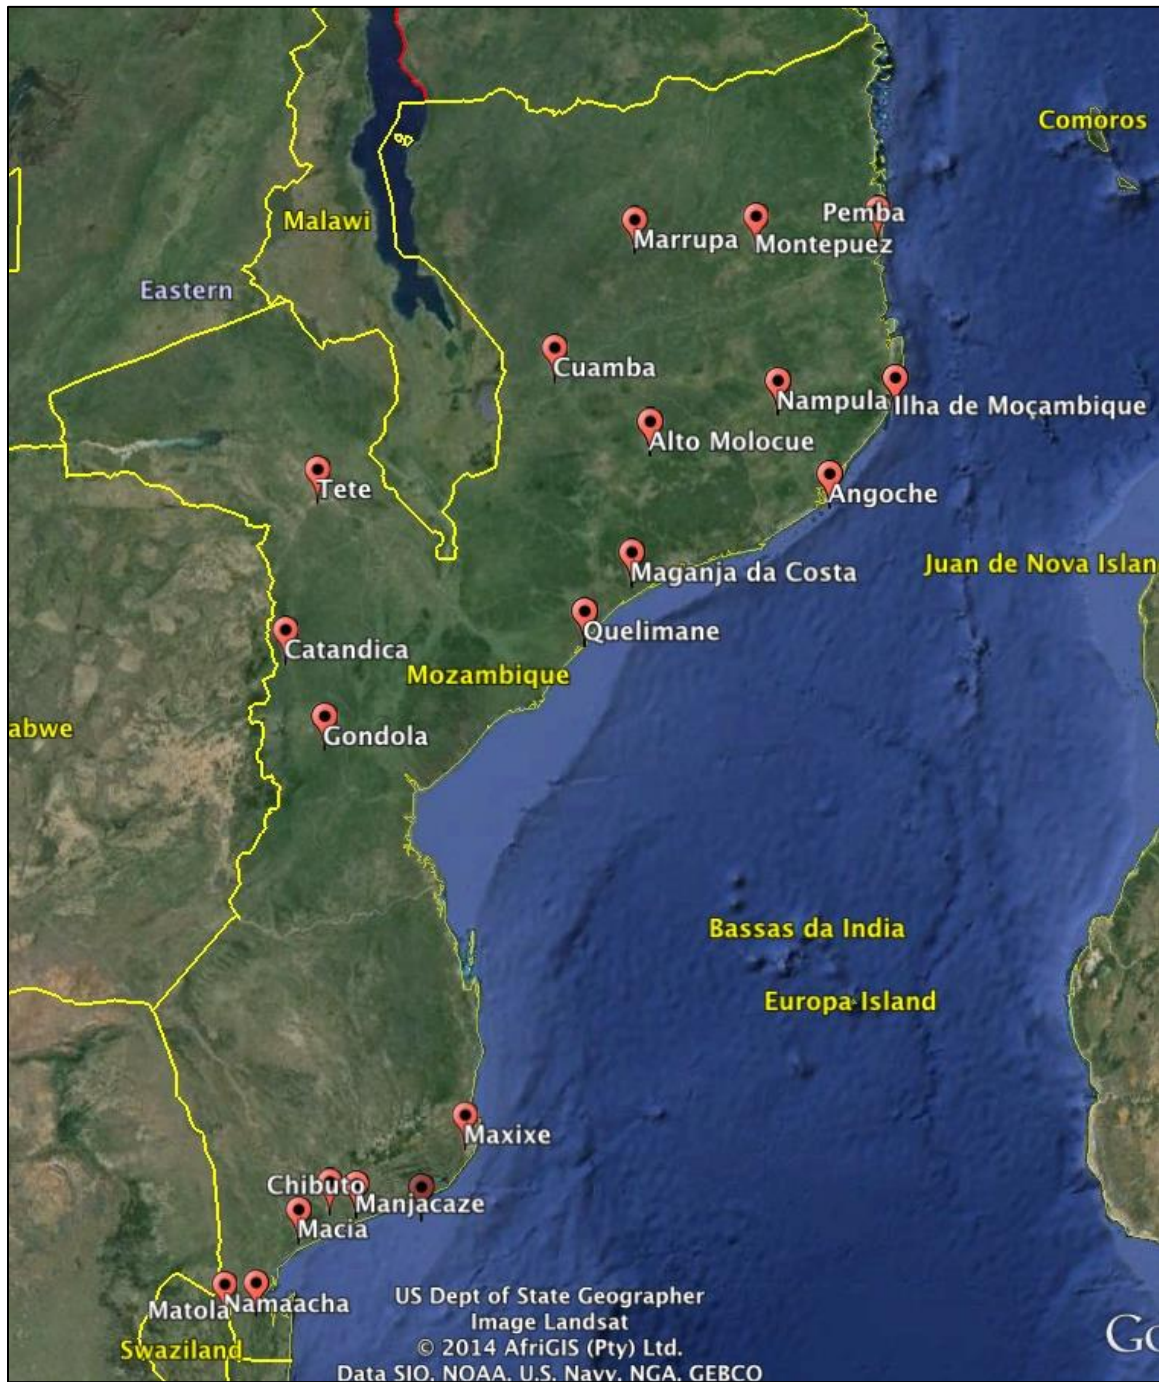 Comoros
Pemba
Malawi
Marrupa
Montepuez
Eastern
Cuamba
Nampula
Ilha de Moçambique
Alto Molocue
Tete
Angoche
Juan de Nova Islan
Maganja da Costa
Quelimane
Catandica
Mozambique
abwe
Gondola
Bassas da India
Europa Island
Maxixe
Chibuto
Manjacaze
Macia
Matola
Namaacha
Swaziland
US Dept of State Geographer
Image Landsat
© 2014 AfriGIS (Pty) Ltd.
Data SIO, NOAA, U.S. Navy, NGA, GEBCO
Go